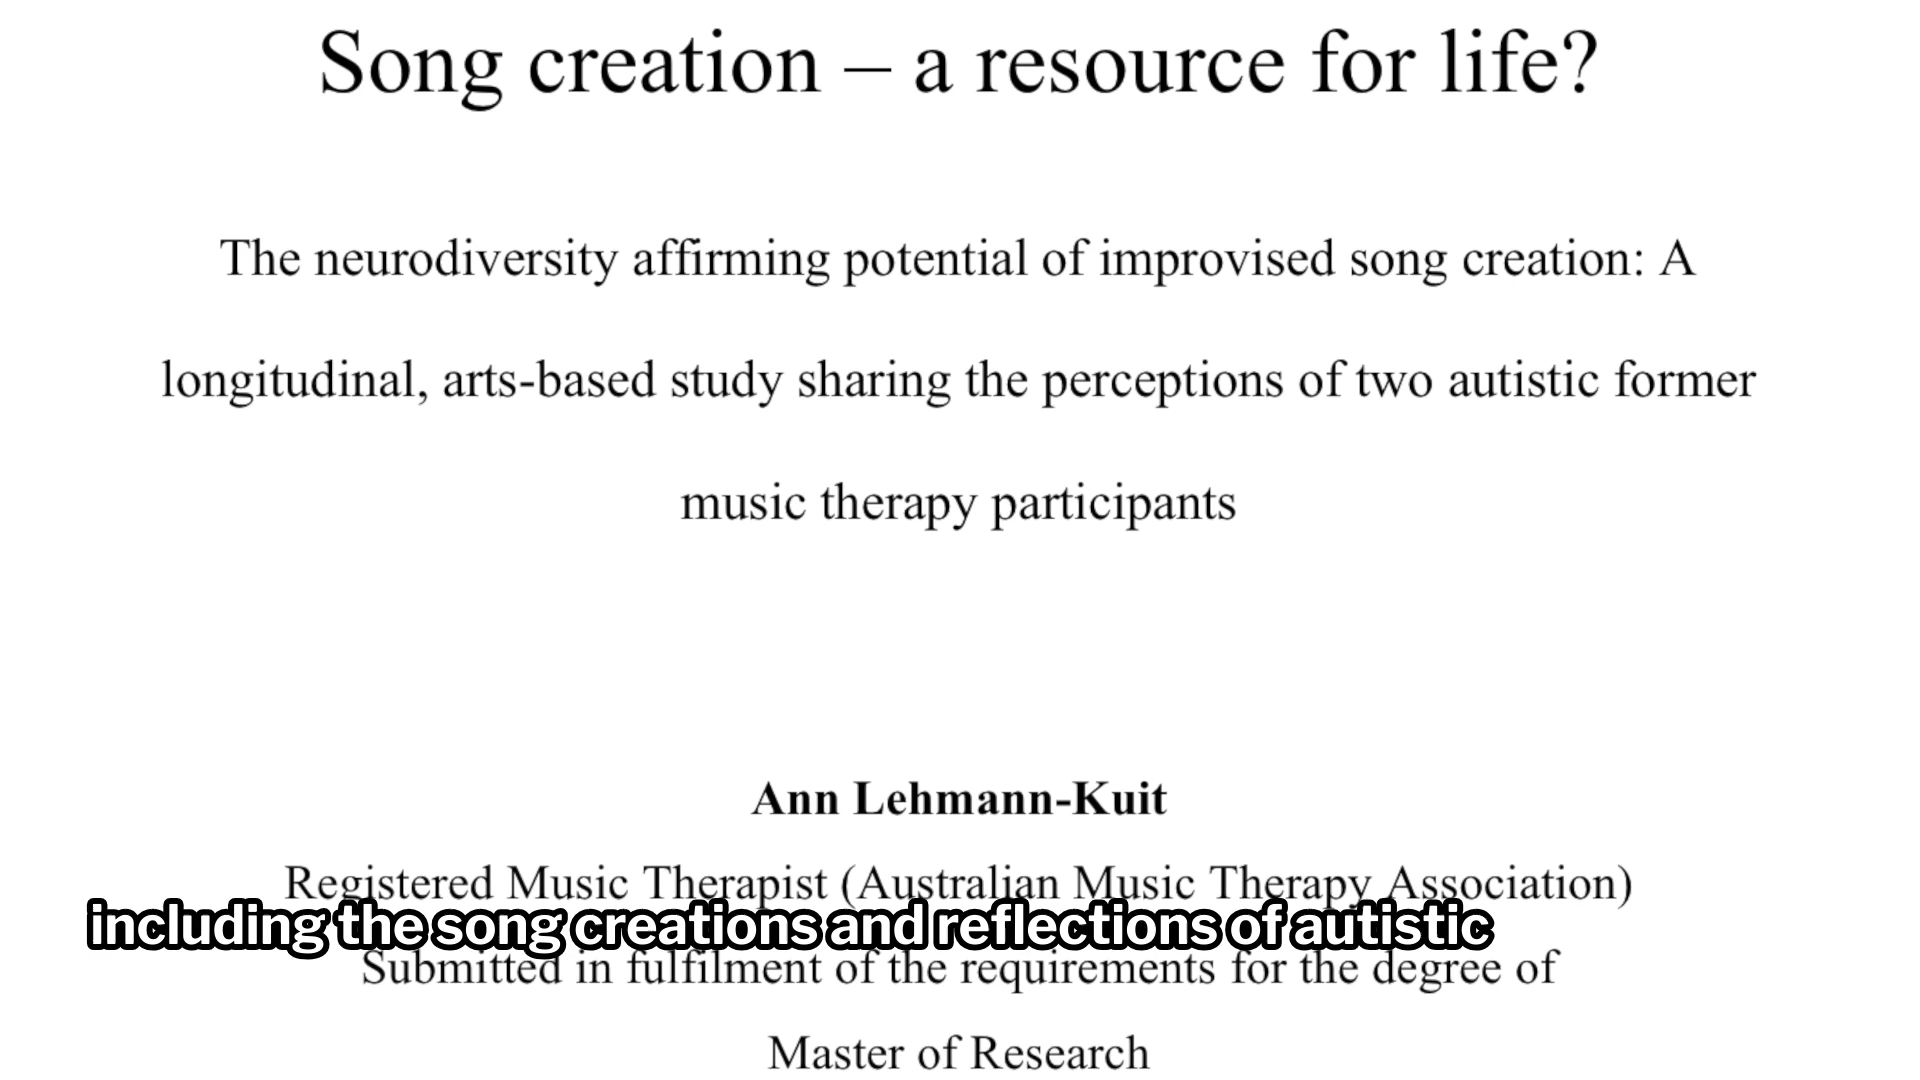 Song creation – a resource for life?
The neurodiversity affirming potential of improvised song creation: A
longitudinal, arts-based study sharing the perceptions of two autistic former
music therapy participants
Ann Lehmann-Kuit
Registered Music Therapist (Australian Music Therapy Association)
including the song creations and reflections of autistic
Submitted in fulfilment of the requirements for the degree of
Master of Research